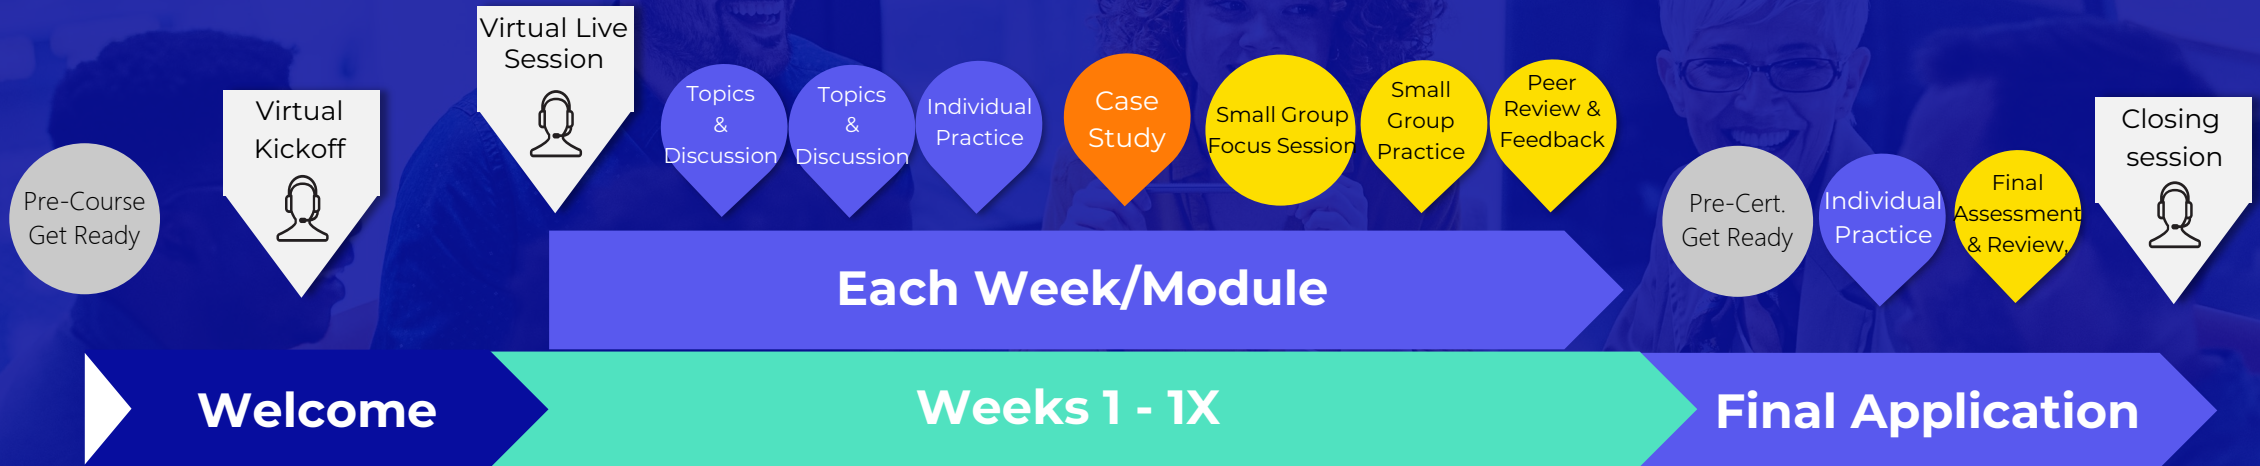 Pre-Course
Get Ready
Virtual
Kickoff
Virtual Live
Session
Topics
&
Discussion
Topics
&
Discussion
Individual
Practice
Case
Study
Small Group
Focus Session
Small
Group
Practice
Peer
Review &
Feedback
Pre-Cert.
Get Ready
Individual
Practice
Final
Assessment
& Review,
Closing
session
Each Week/Module
Welcome
Weeks 1 - 1X
Final Application